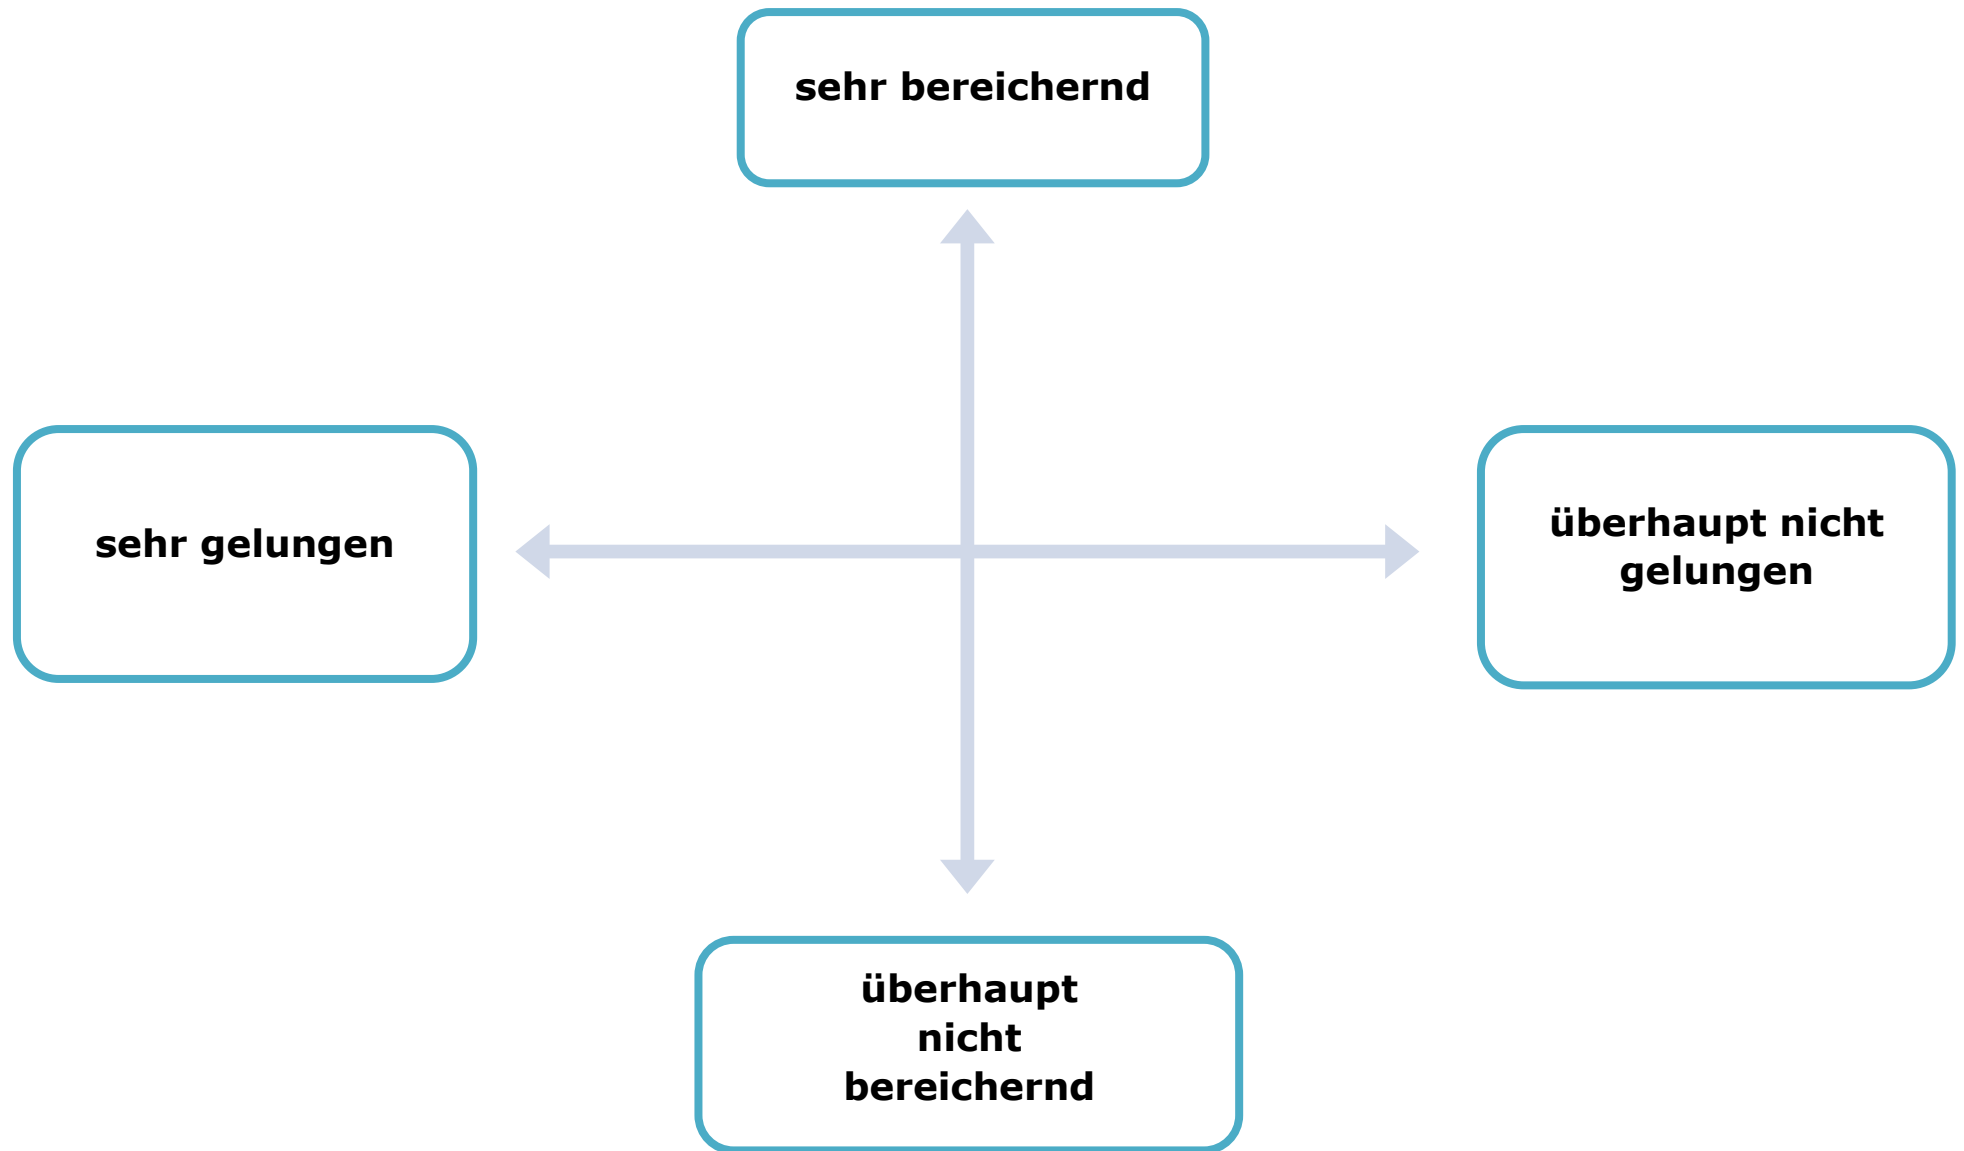 sehr bereichernd
sehr gelungen
überhaupt nicht
gelungen
überhaupt
nicht
bereichernd